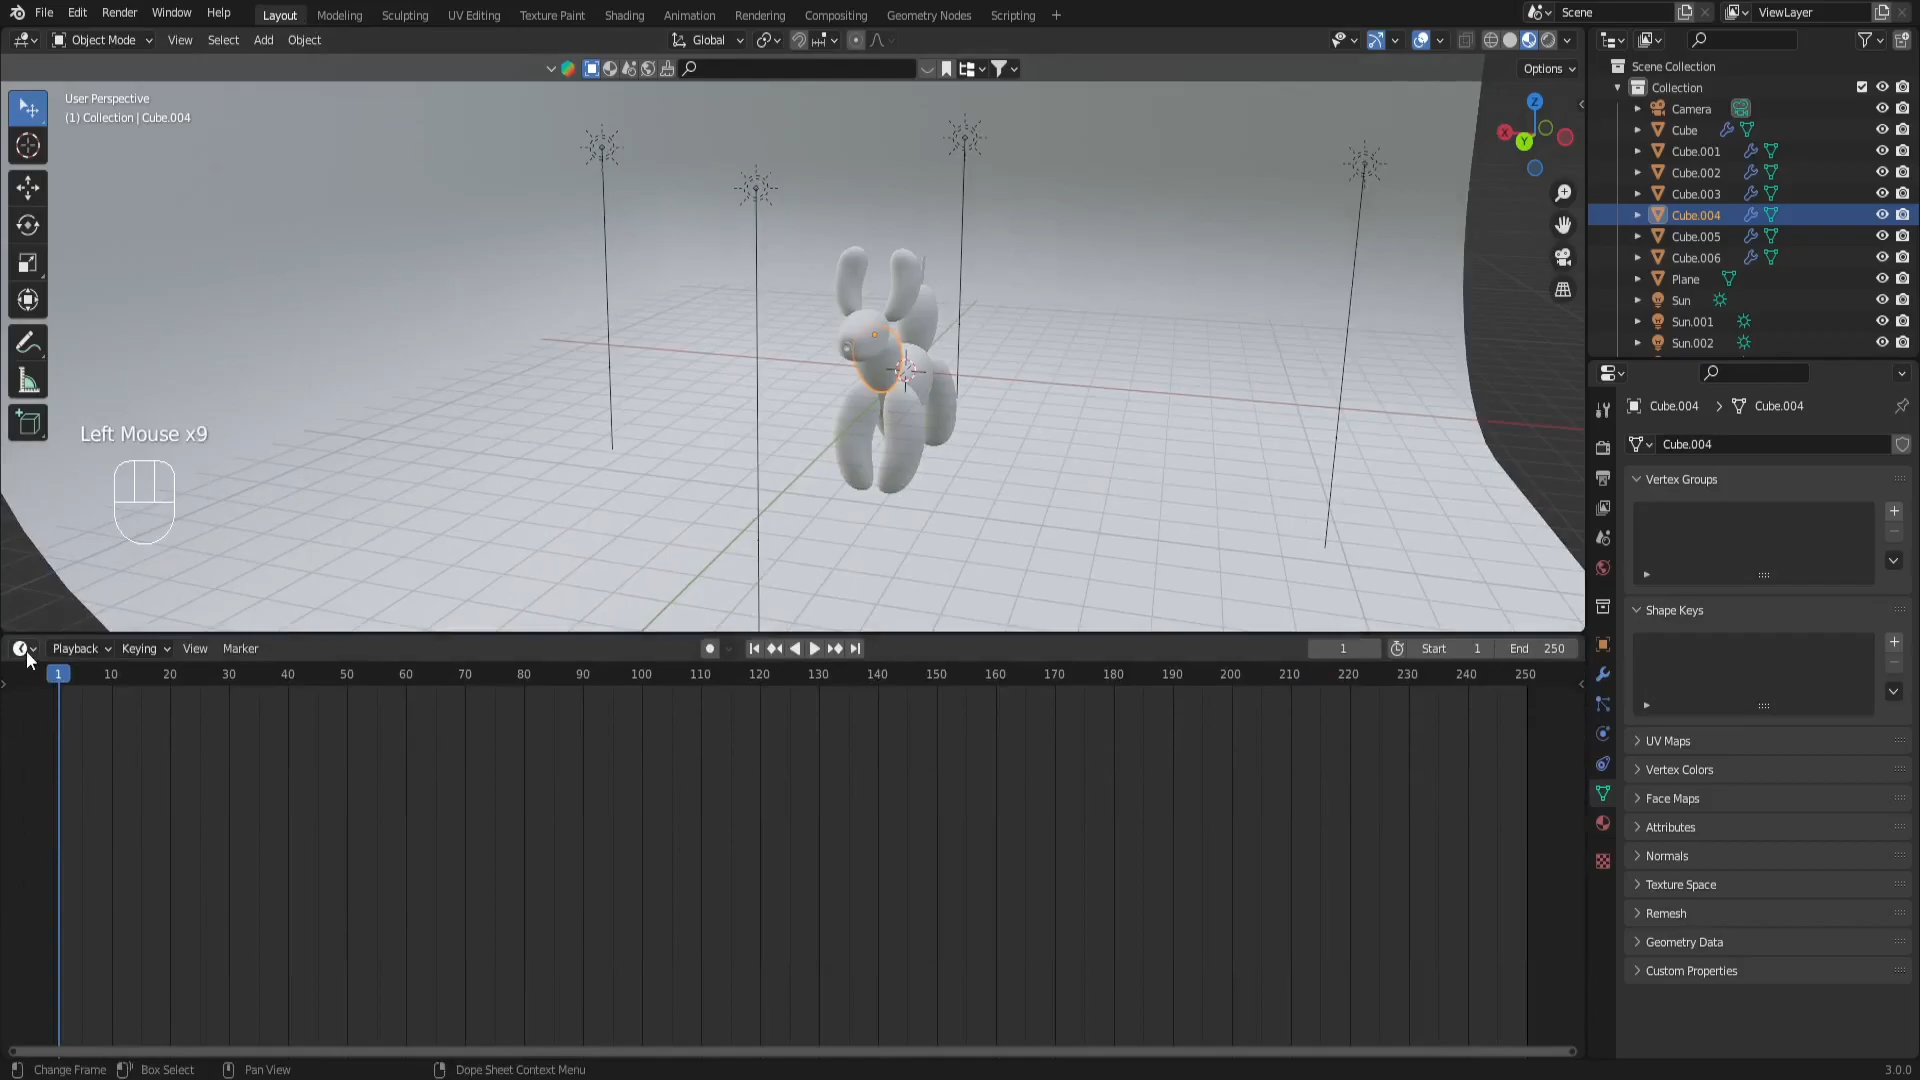 File Edit Render Window Help Layout Modeling Sculpting UV Editing Texture Paint Shading Animation Rendering Compositing Geometry Nodes Scripting + Scene ViewLayer
Object Mode View Select Add Object Global
Options
User Perspective
(1) Collection | Cube.004
Z
X
Y
Left Mouse x9
Scene Collection
Collection
Camera
Cube
Cube.001
Cube.002
Cube.003
Cube.004
Cube.005
Cube.006
Plane
Sun
Sun.001
Sun.002
Cube.004 > Cube.004
Cube.004
Vertex Groups
Shape Keys
UV Maps
Vertex Colors
Face Maps
Attributes
Normals
Texture Space
Remesh
Geometry Data
Custom Properties
Playback Keying View Marker 1 Start 1 End 250
1 10 20 30 40 50 60 70 80 90 100 110 120 130 140 150 160 170 180 190 200 210 220 230 240 250
Change Frame Box Select Pan View Dope Sheet Context Menu 3.0.0